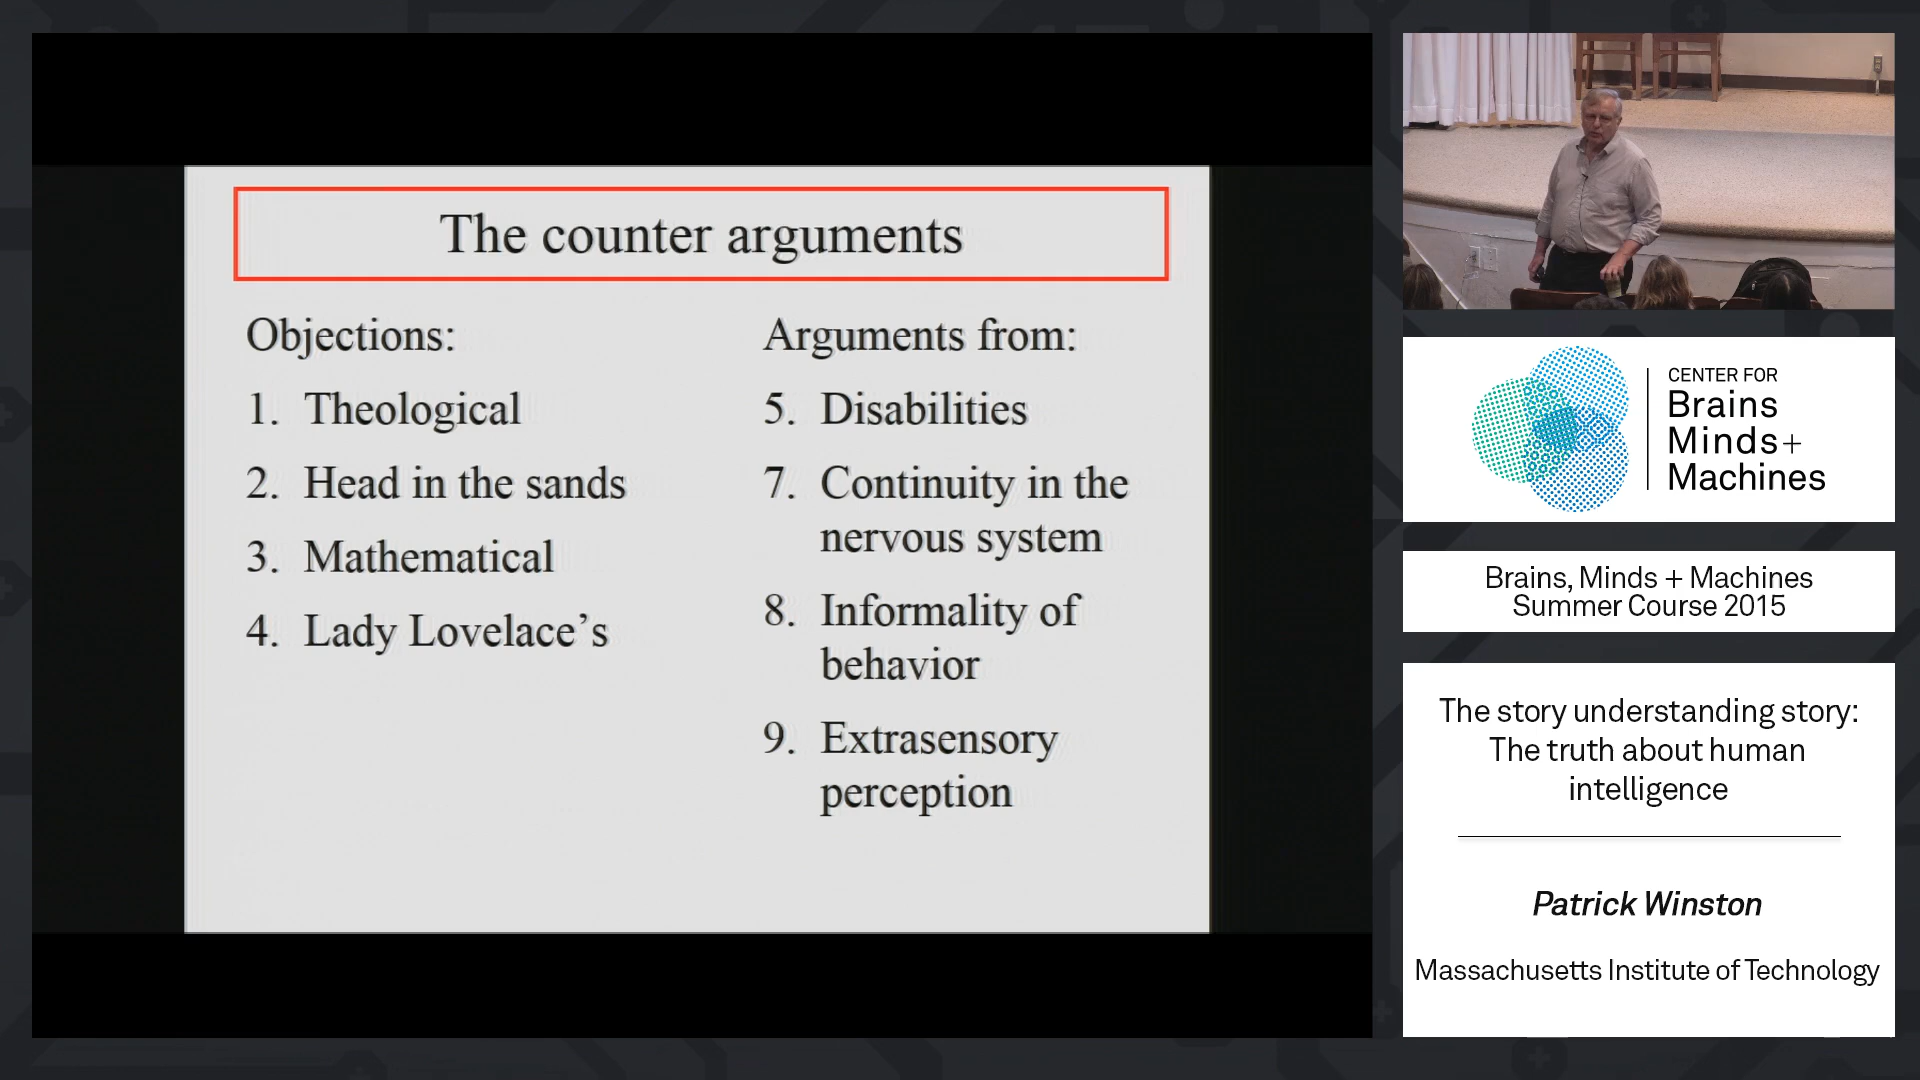 The counter arguments
Objections:
1. Theological
2. Head in the sands
3. Mathematical
4. Lady Lovelace’s
Arguments from:
5. Disabilities
7. Continuity in the
nervous system
8. Informality of
behavior
9. Extrasensory
perception
CENTER FOR
Brains
Minds+
Machines
Brains, Minds + Machines
Summer Course 2015
The story understanding story:
The truth about human
intelligence
Patrick Winston
Massachusetts Institute of Technology